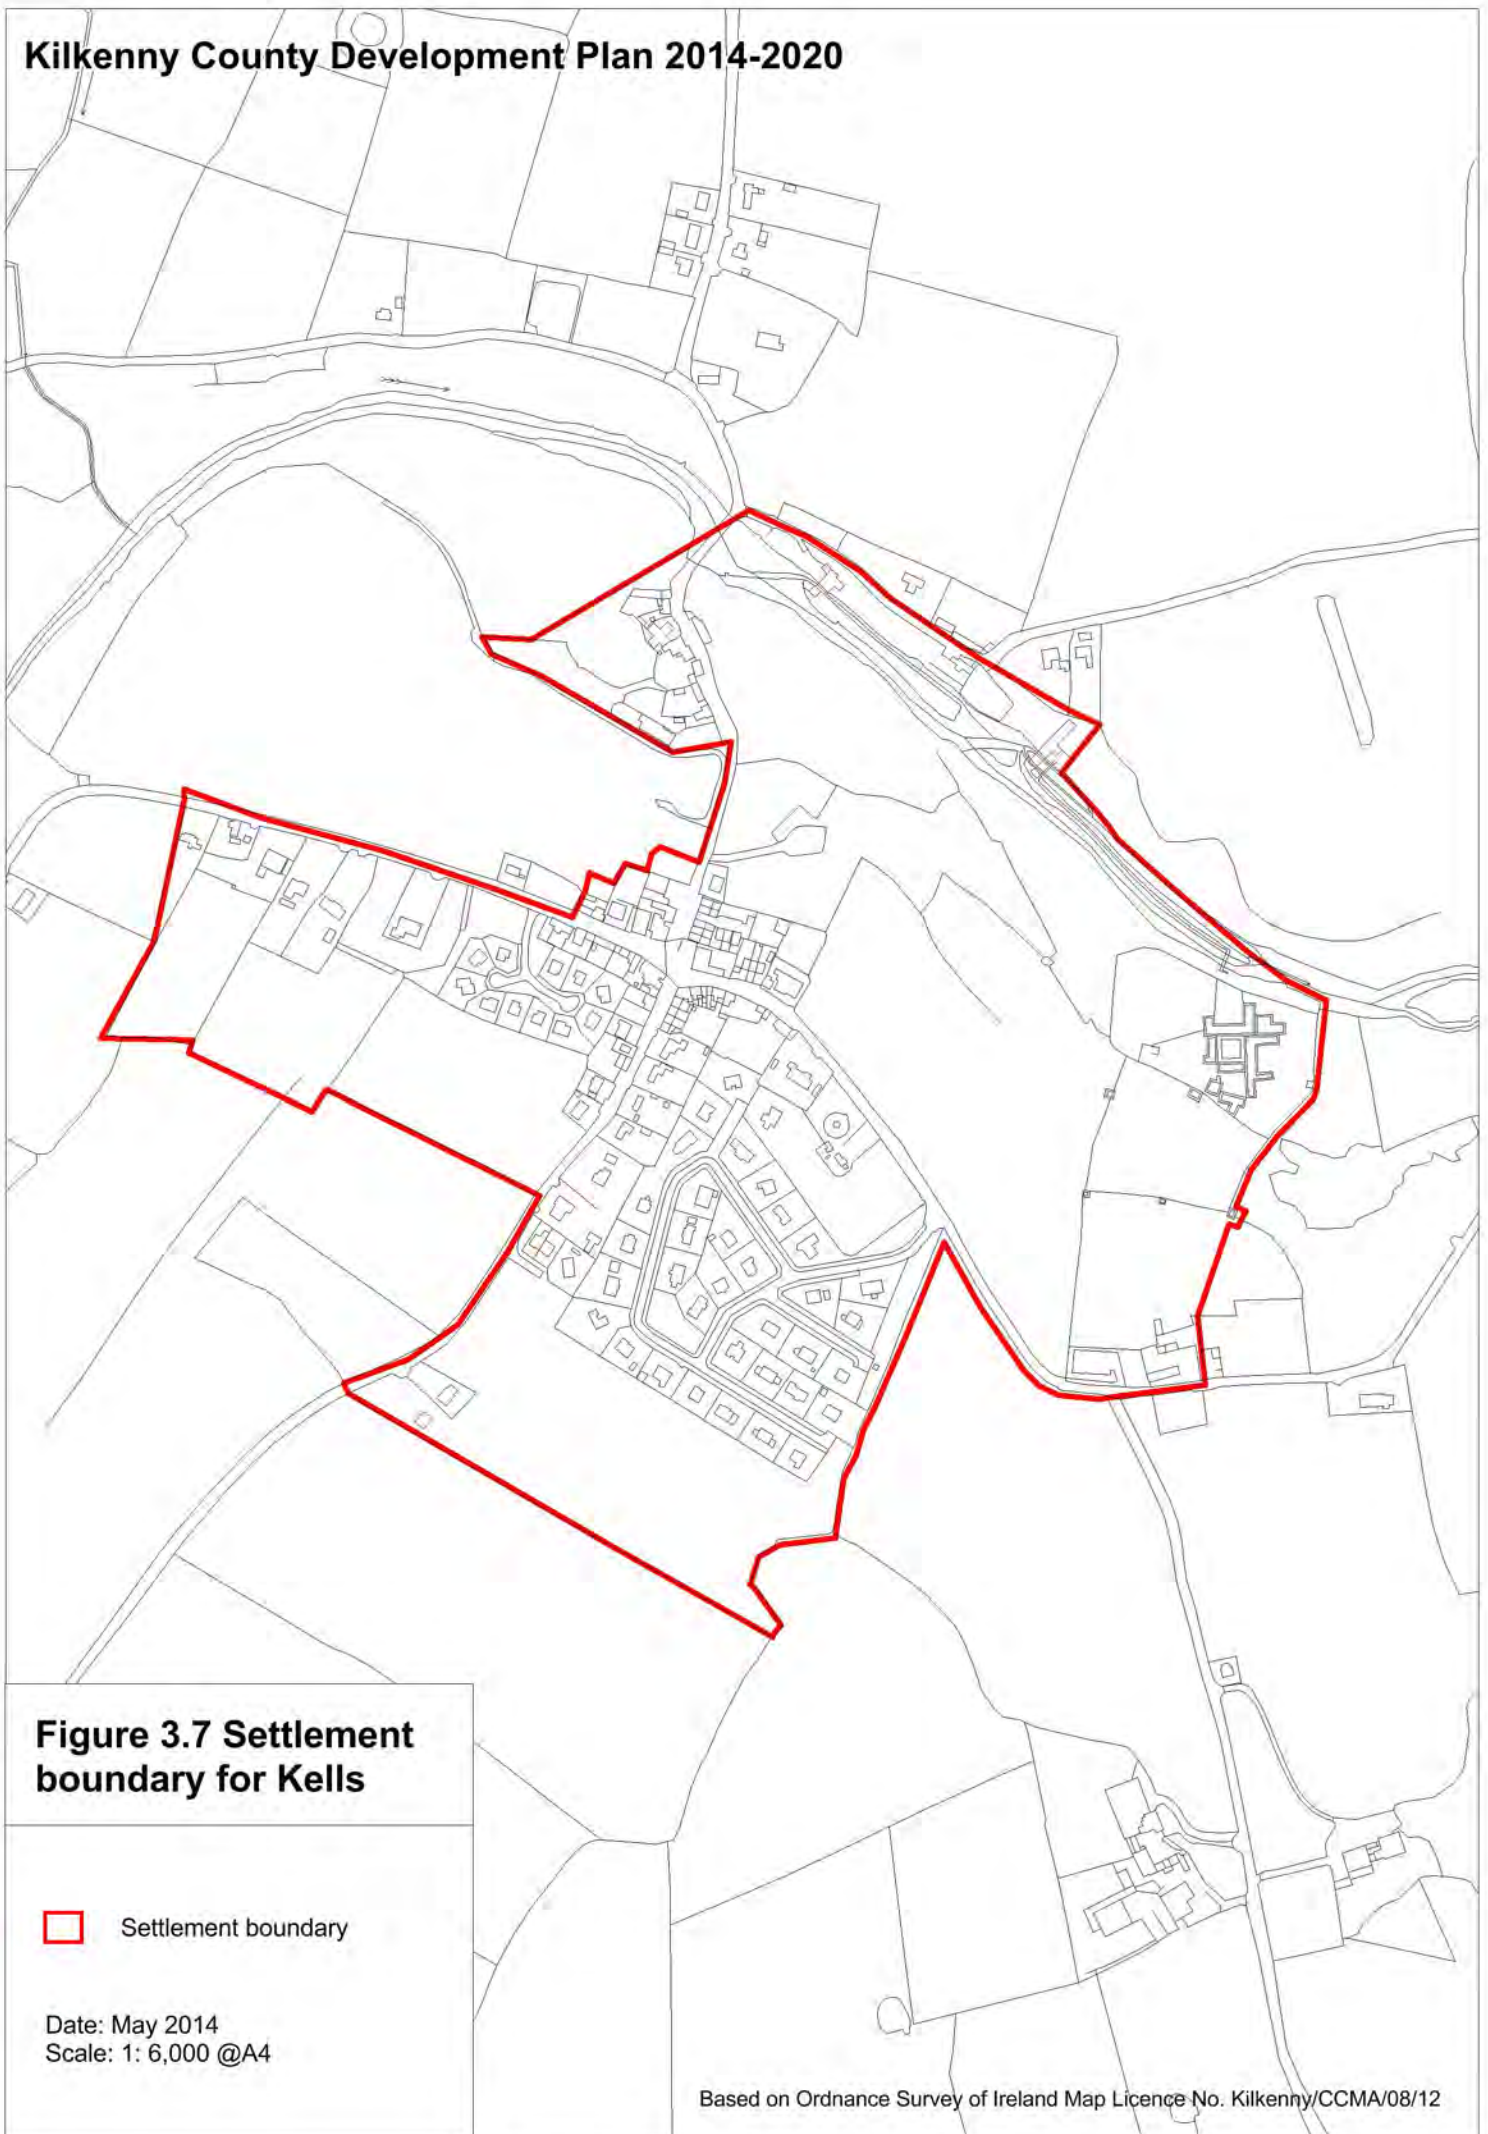 Kilkenny County Development Plan 2014-2020
Figure 3.7 Settlement
boundary for Kells
Settlement boundary
Date: May 2014
Scale: 1: 6,000 @A4
Based on Ordnance Survey of Ireland Map Licence No. Kilkenny/CCMA/08/12